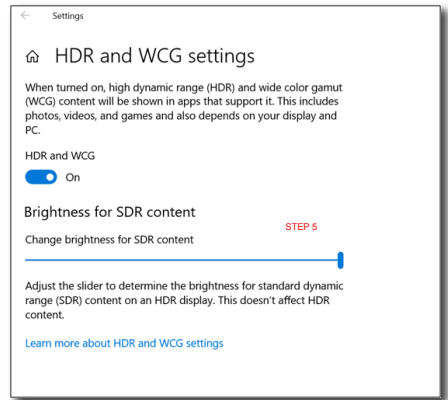 Settings
HDR and WCG settings
When turned on, high dynamic range (HDR) and wide color gamut
(WCG) content will be shown in apps that support it. This includes
photos, videos, and games and also depends on your display and
PC.
HDR and WCG
On
Brightness for SDR content
STEP 5
Change brightness for SDR content
Adjust the slider to determine the brightness for standard dynamic
range (SDR) content on an HDR display. This doesn't affect HDR
content.
Learn more about HDR and WCG settings